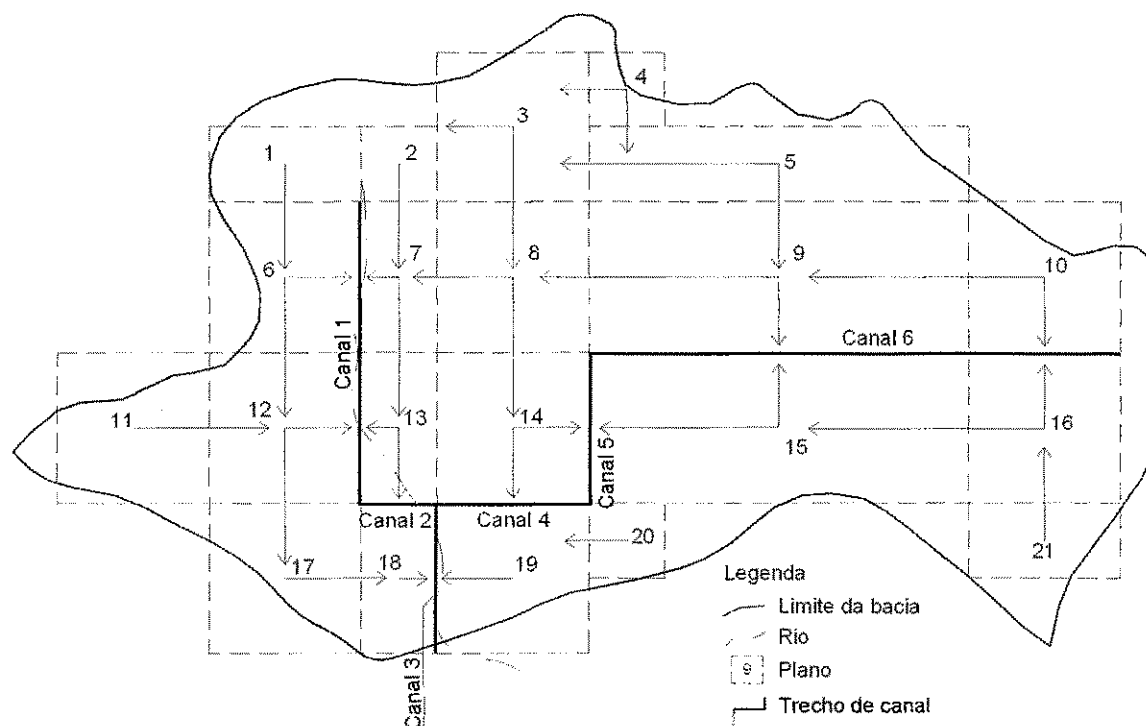 4
3
1
2
5
6
7
8
9
10
Canal 1
Canal 6
11
12
13
14
15
16
Canal 5
Canal 2
Canal 4
17
18
19
20
21
Canal 3
Legenda
Limite da bacia
Rio
9 Plano
Trecho de canal